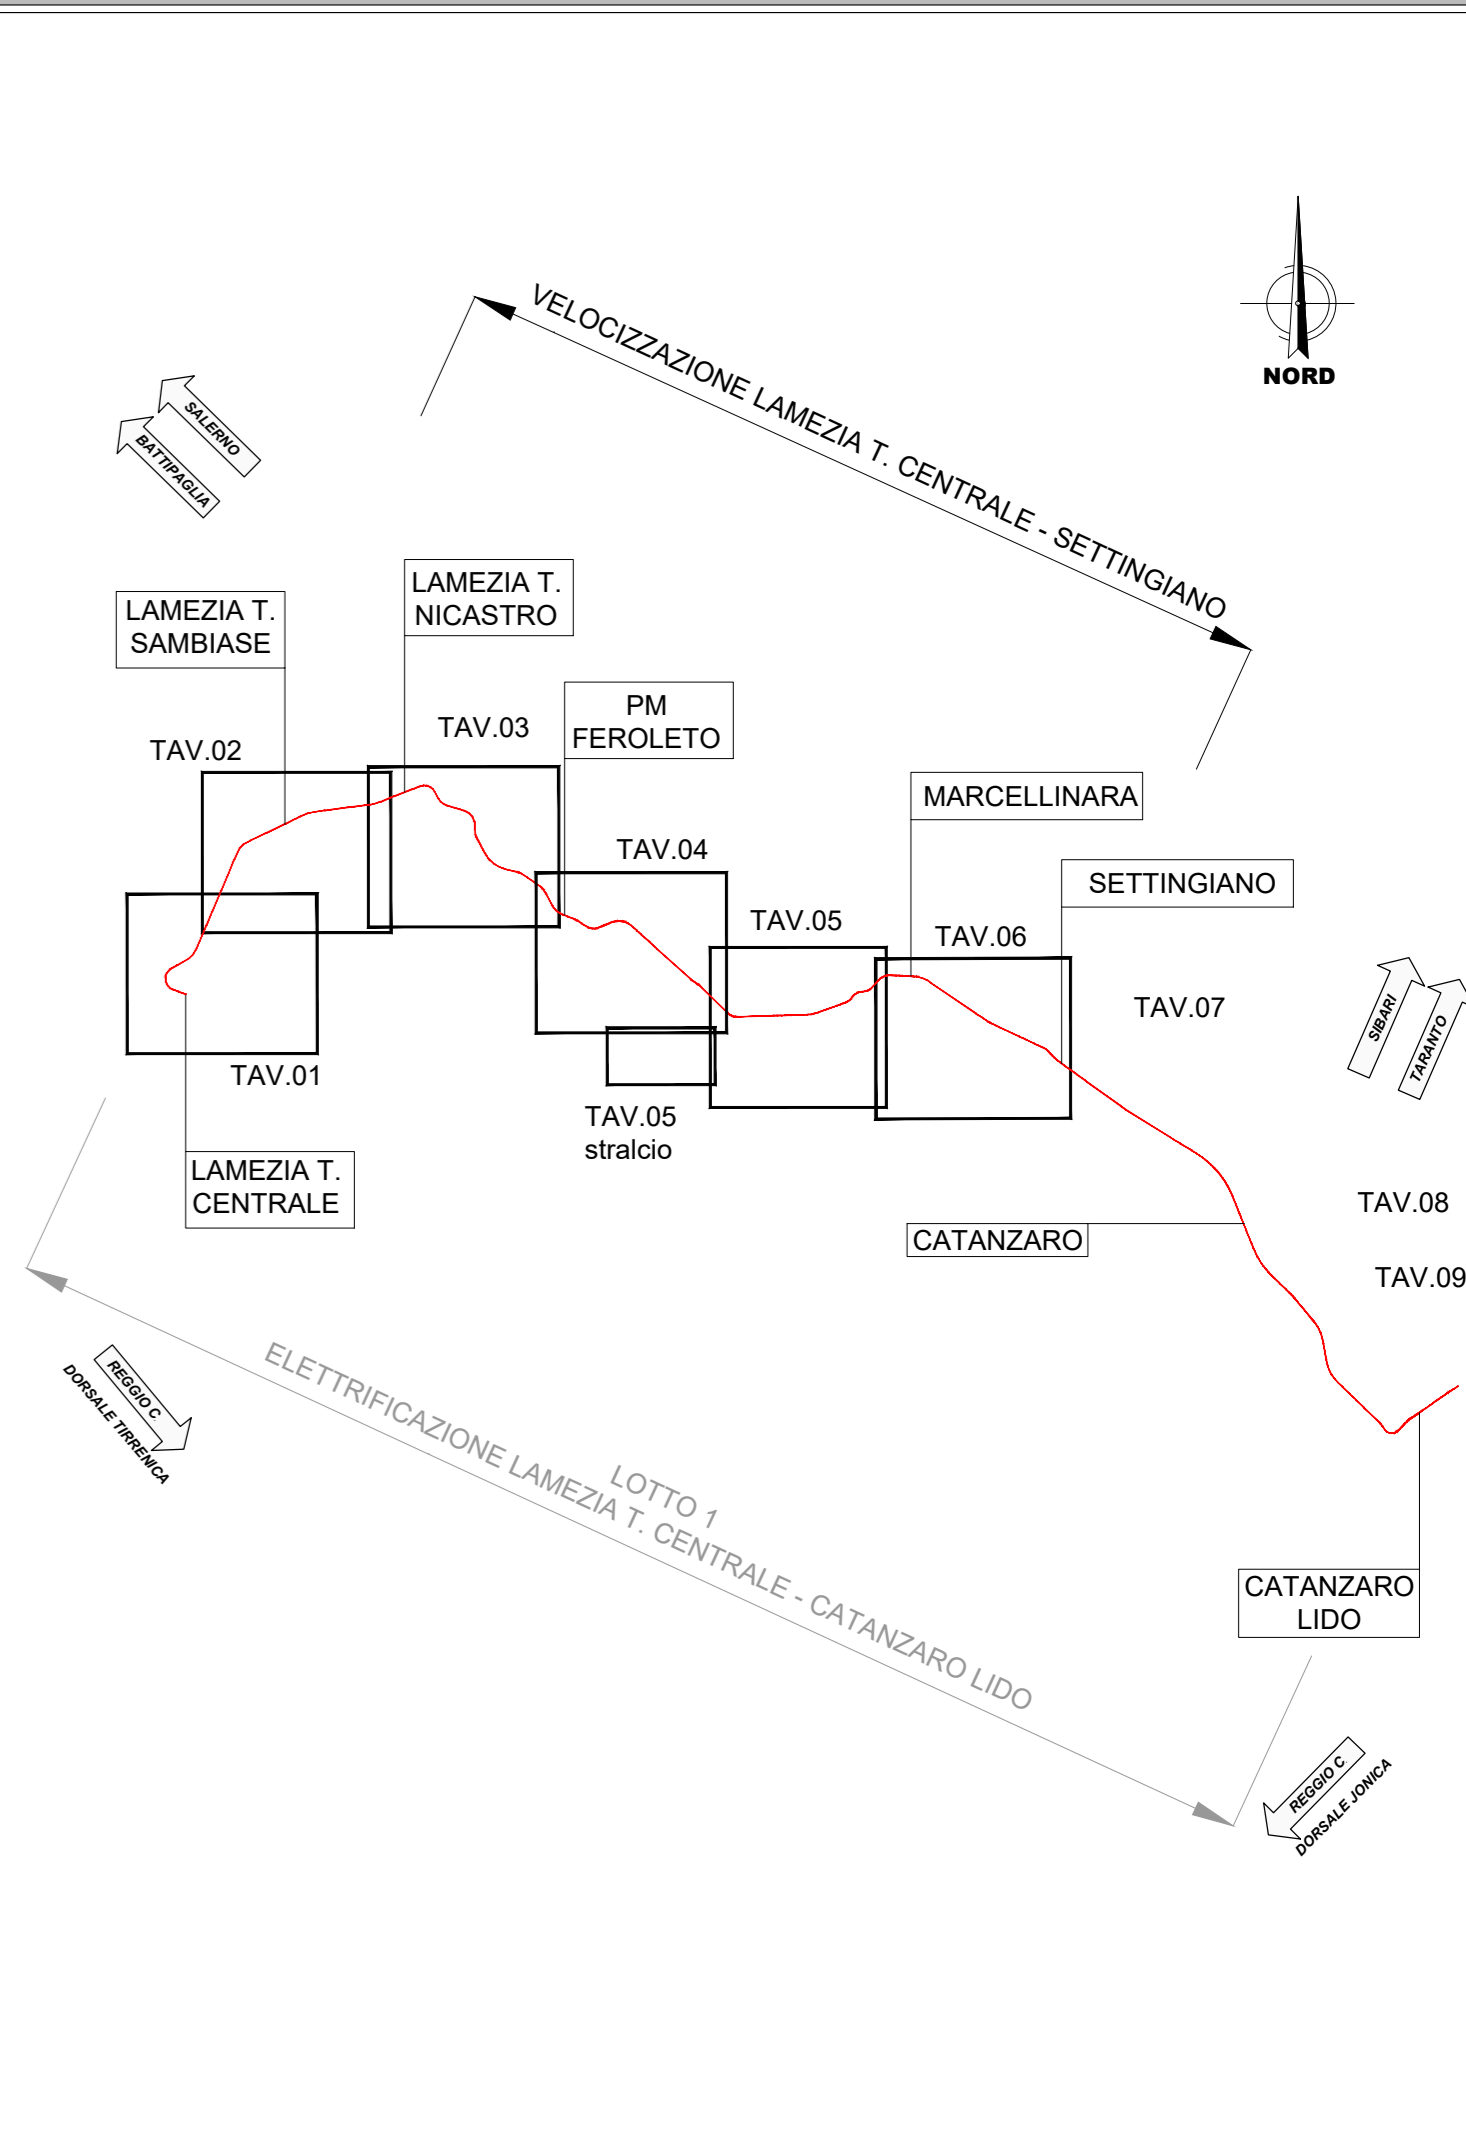 NORD
VELOCIZZAZIONE LAMEZIA T. CENTRALE - SETTINGIANO
SALERNO
BATTIPAGLIA
LAMEZIA T.
SAMBIASE
LAMEZIA T.
NICASTRO
PM
FEROLETO
TAV.02
TAV.03
MARCELLINARA
TAV.04
SETTINGIANO
TAV.05
TAV.06
TAV.07
SIBARI
TARANTO
TAV.01
TAV.05
stralcio
LAMEZIA T.
CENTRALE
TAV.08
CATANZARO
TAV.09
REGGIO C.
DORSALE TIRRENICA
LOTTO 1
ELETTRIFICAZIONE LAMEZIA T. CENTRALE - CATANZARO LIDO
CATANZARO
LIDO
REGGIO C.
DORSALE JONICA